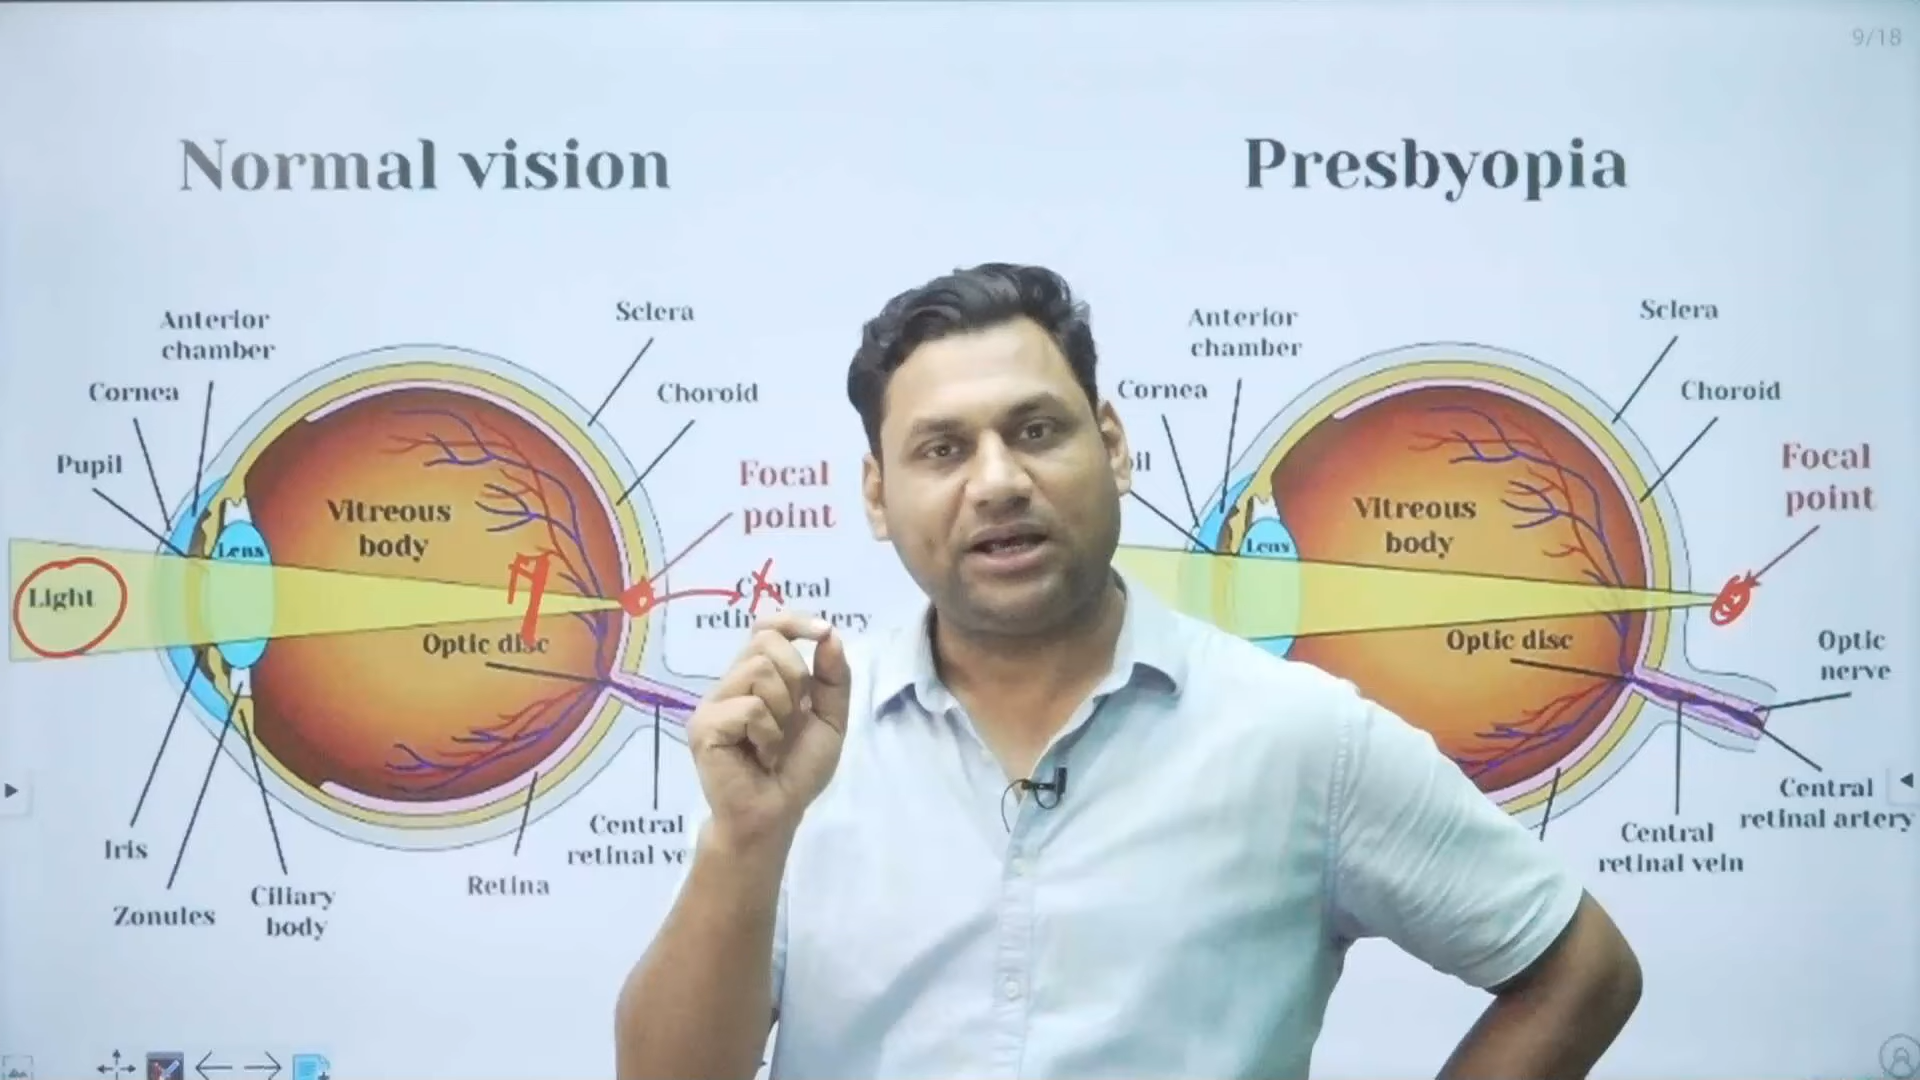 9/18
Normal vision
Presbyopia
Anterior
chamber
Sclera
Cornea
Choroid
Pupil
Focal
point
Vitreous
body
Lens
Light
Optic disc
Iris
Zonules
Ciliary
body
Retina
Central
Anterior
chamber
Sclera
Cornea
Choroid
Focal
point
Vitreous
body
Lens
Optic disc
Optic
nerve
Central
retinal artery
Central
retinal vein